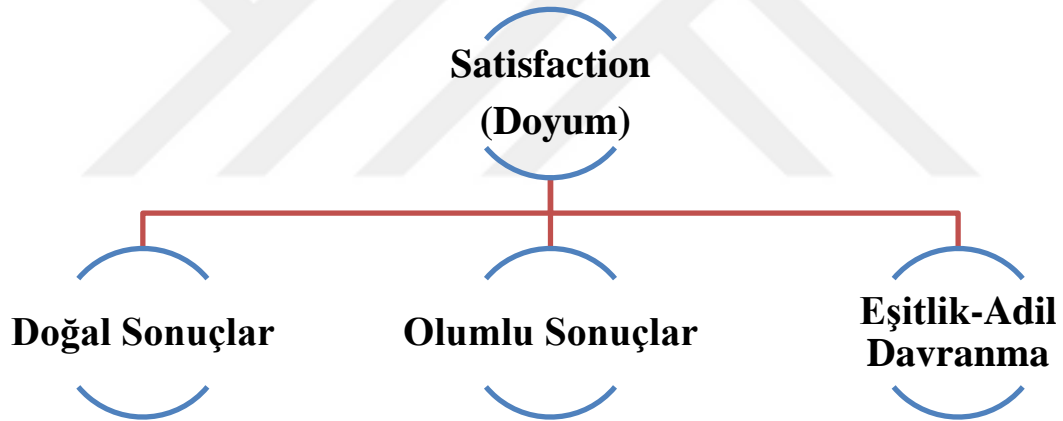 Satisfaction
(Doyum)
Doğal Sonuçlar
Olumlu Sonuçlar
Eşitlik-Adil
Davranma